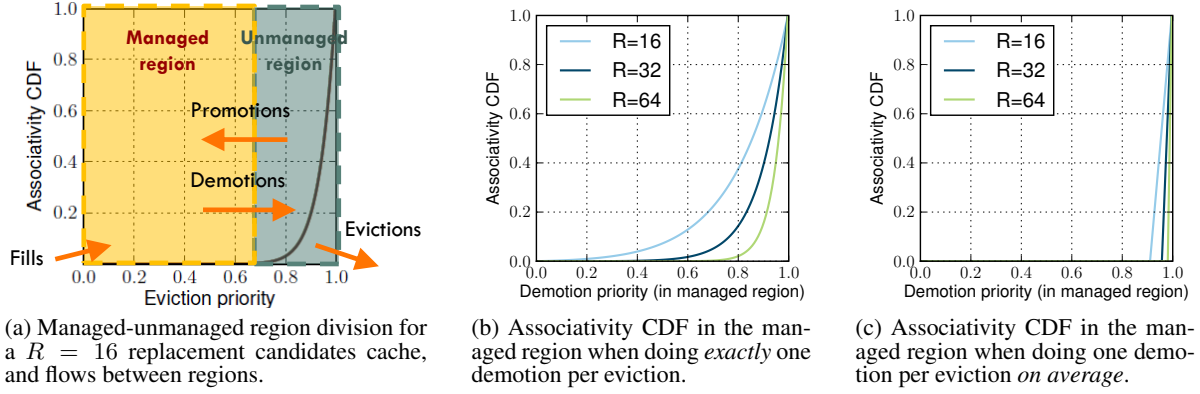 1.0
0.8
0.6
0.4
0.2
Associativity CDF
Managed
region
Unmanaged
region
Promotions
Demotions
Evictions
Fills
0.0 0.2 0.4 0.6 0.8 1.0
Eviction priority
(a) Managed-unmanaged region division for
a R = 16 replacement candidates cache,
and flows between regions.
1.0
0.8
0.6
0.4
0.2
0.0
Associativity CDF
R=16
R=32
R=64
0.0 0.2 0.4 0.6 0.8 1.0
Demotion priority (in managed region)
(b) Associativity CDF in the man-
aged region when doing exactly one
demotion per eviction.
1.0
0.8
0.6
0.4
0.2
0.0
Associativity CDF
R=16
R=32
R=64
0.0 0.2 0.4 0.6 0.8 1.0
Demotion priority (in managed region)
(c) Associativity CDF in the man-
aged region when doing one demo-
tion per eviction on average.